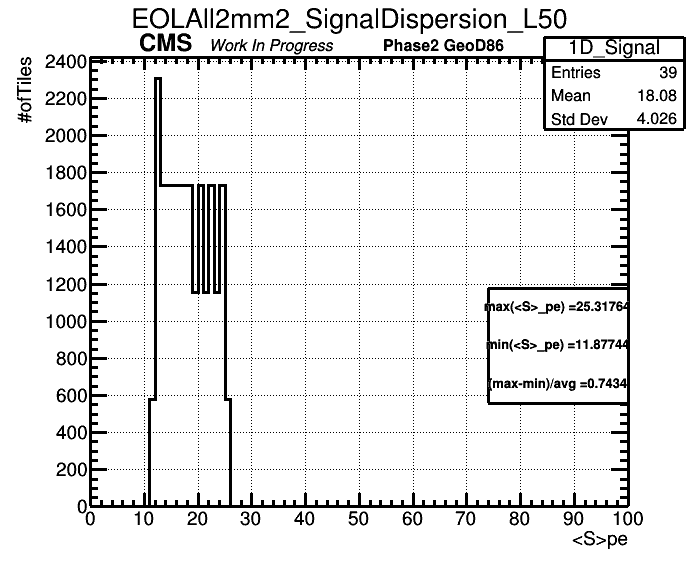 EOLAll2mm2_SignalDispersion_L50
CMS Work In Progress Phase2 GeoD86
1D_Signal
Entries 39
Mean 18.08
Std Dev 4.026
#ofTiles
2400
2200
2000
1800
1600
1400
1200
1000
800
600
400
200
0
max(<S>_pe) =25.31764
min(<S>_pe) =11.87744
(max-min)/avg =0.7434
0 10 20 30 40 50 60 70 80 90 100
<S>pe